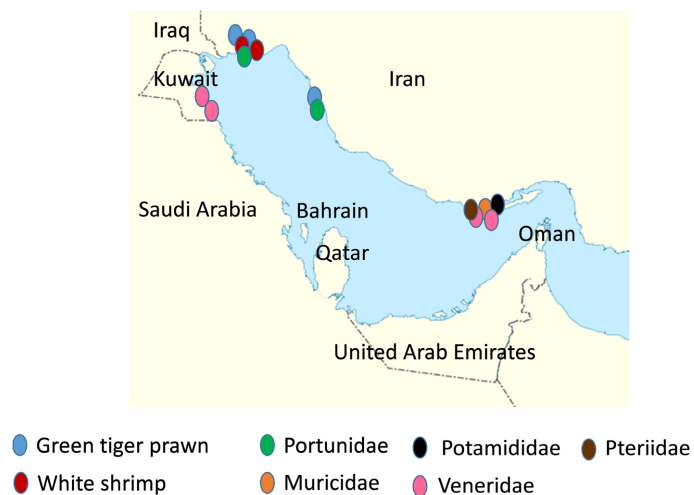 Iraq
Kuwait
Iran
Saudi Arabia
Bahrain
Qatar
Oman
United Arab Emirates
Green tiger prawn
Portunidae
Potamididae
Pteriidae
White shrimp
Muricidae
Veneridae